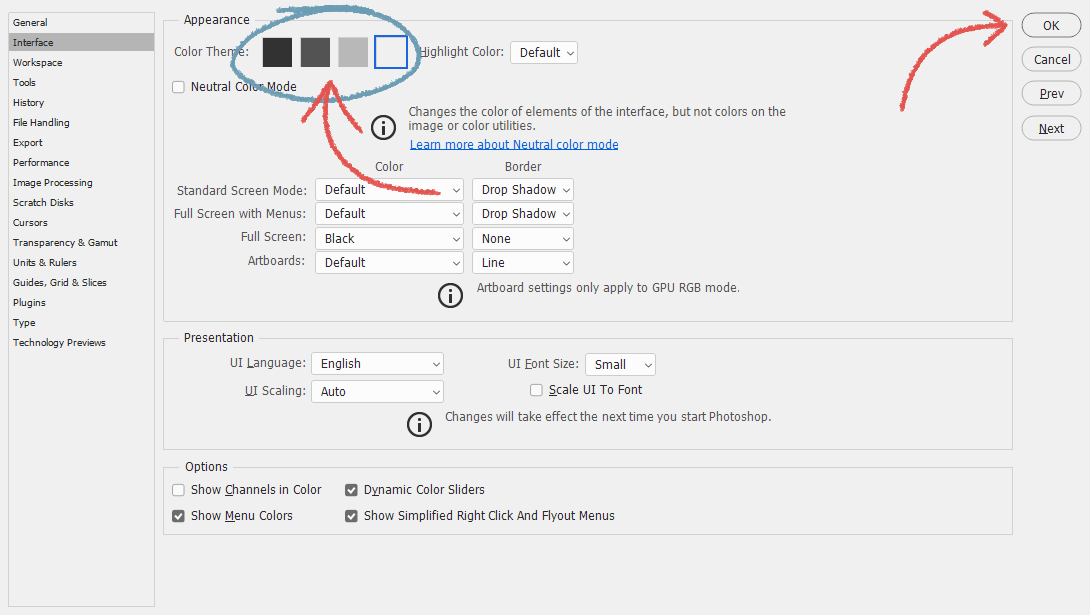 General
Interface
Workspace
Tools
History
File Handling
Export
Performance
Image Processing
Scratch Disks
Cursors
Transparency & Gamut
Units & Rulers
Guides, Grid & Slices
Plugins
Type
Technology Previews
Appearance
Color Theme: Highlight Color: Default
Neutral Color Mode
Changes the color of elements of the interface, but not colors on the
image or color utilities.
Learn more about Neutral color mode
Color Border
Standard Screen Mode: Default Drop Shadow
Full Screen with Menus: Default Drop Shadow
Full Screen: Black None
Artboards: Default Line
Artboard settings only apply to GPU RGB mode.
Presentation
UI Language: English UI Font Size: Small
UI Scaling: Auto Scale UI To Font
Changes will take effect the next time you start Photoshop.
Options
Show Channels in Color Dynamic Color Sliders
Show Menu Colors Show Simplified Right Click And Flyout Menus
OK
Cancel
Prev
Next